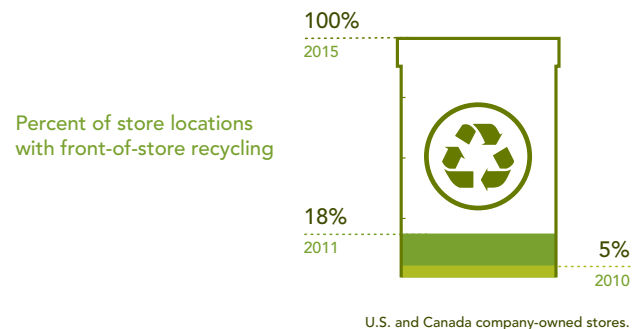 100%
2015
Percent of store locations
with front-of-store recycling
18%
2011
5%
2010
U.S. and Canada company-owned stores.